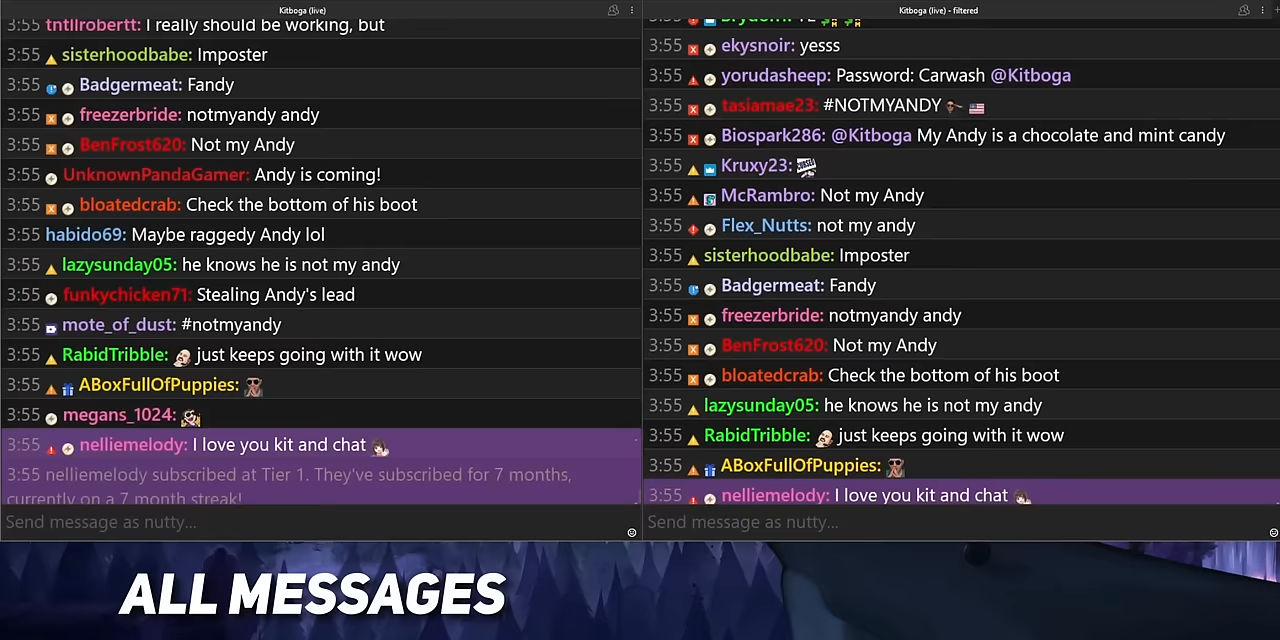 Kitboga (live)
3:55 tntllrobertt: I really should be working, but
3:55 sisterhoodbabe: Imposter
3:55 Badgermeat: Fandy
3:55 freezerbride: notmyandy andy
3:55 BenFrost620: Not my Andy
3:55 UnknownPandaGamer: Andy is coming!
3:55 bloatedcrab: Check the bottom of his boot
3:55 habido69: Maybe raggedy Andy lol
3:55 lazysunday05: he knows he is not my andy
3:55 funkychicken71: Stealing Andy's lead
3:55 mote_of_dust: #notmyandy
3:55 RabidTribble: just keeps going with it wow
3:55 ABoxFullOfPuppies:
3:55 megans_1024:
3:55 nelliemelody: I love you kit and chat
3:55 nelliemelody subscribed at Tier 1. They've subscribed for 7 months,
currently on a 7 month streak!
Send message as nutty...
Kitboga (live) - filtered
3:55 ekysnoir: yesss
3:55 yorudasheep: Password: Carwash @Kitboga
3:55 tasiamae23: #NOTMYANDY
3:55 Biospark286: @Kitboga My Andy is a chocolate and mint candy
3:55 Kruxy23:
3:55 McRambro: Not my Andy
3:55 Flex_Nutts: not my andy
3:55 sisterhoodbabe: Imposter
3:55 Badgermeat: Fandy
3:55 freezerbride: notmyandy andy
3:55 BenFrost620: Not my Andy
3:55 bloatedcrab: Check the bottom of his boot
3:55 lazysunday05: he knows he is not my andy
3:55 RabidTribble: just keeps going with it wow
3:55 ABoxFullOfPuppies:
3:55 nelliemelody: I love you kit and chat
Send message as nutty...
ALL MESSAGES